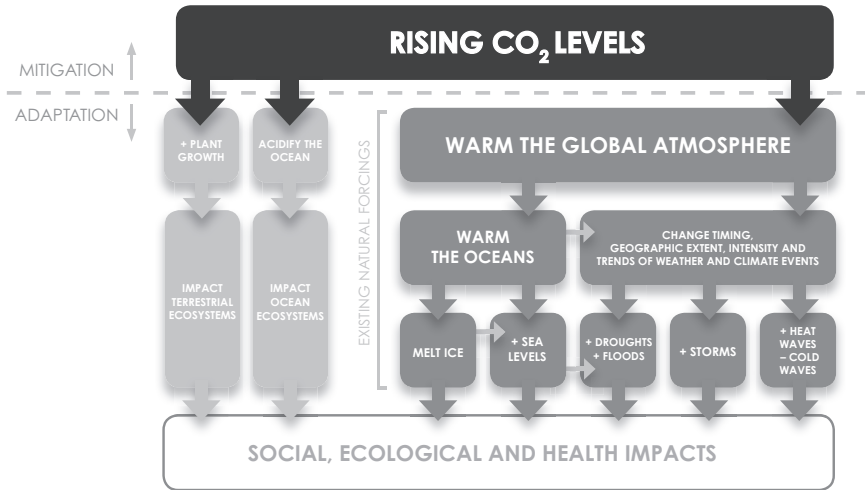 RISING CO2 LEVELS
MITIGATION
ADAPTATION
+ PLANT
GROWTH
ACIDIFY THE
OCEAN
EXISTING NATURAL FORCINGS
WARM THE GLOBAL ATMOSPHERE
WARM
THE OCEANS
CHANGE TIMING,
GEOGRAPHIC EXTENT, INTENSITY AND
TRENDS OF WEATHER AND CLIMATE EVENTS
IMPACT
TERRESTRIAL
ECOSYSTEMS
IMPACT
OCEAN
ECOSYSTEMS
MELT ICE
+ SEA
LEVELS
+ DROUGHTS
+ FLOODS
+ STORMS
+ HEAT
WAVES
– COLD
WAVES
SOCIAL, ECOLOGICAL AND HEALTH IMPACTS